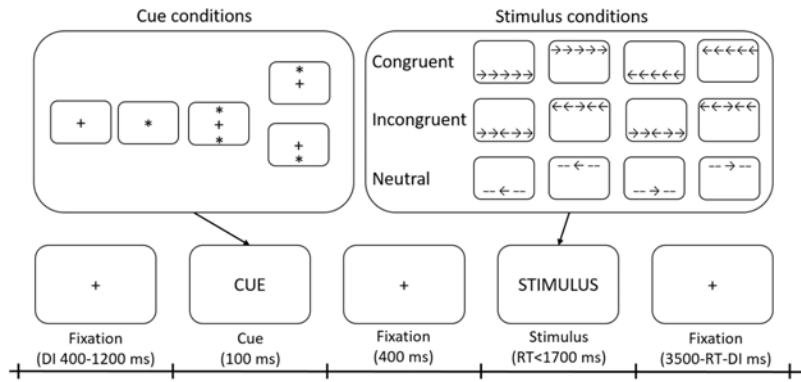 Cue conditions
Stimulus conditions
+
*
*
+
*
*
+
+
*
Congruent
→→→→→
→→→→→
←←←←←
←←←←←
Incongruent
→→←→→
←←→←←
→→←→→
←←→←←
Neutral
-- ← --
-- ← --
-- → --
-- → --
+
CUE
+
STIMULUS
+
Fixation
(DI 400-1200 ms)
Cue
(100 ms)
Fixation
(400 ms)
Stimulus
(RT<1700 ms)
Fixation
(3500-RT-DI ms)